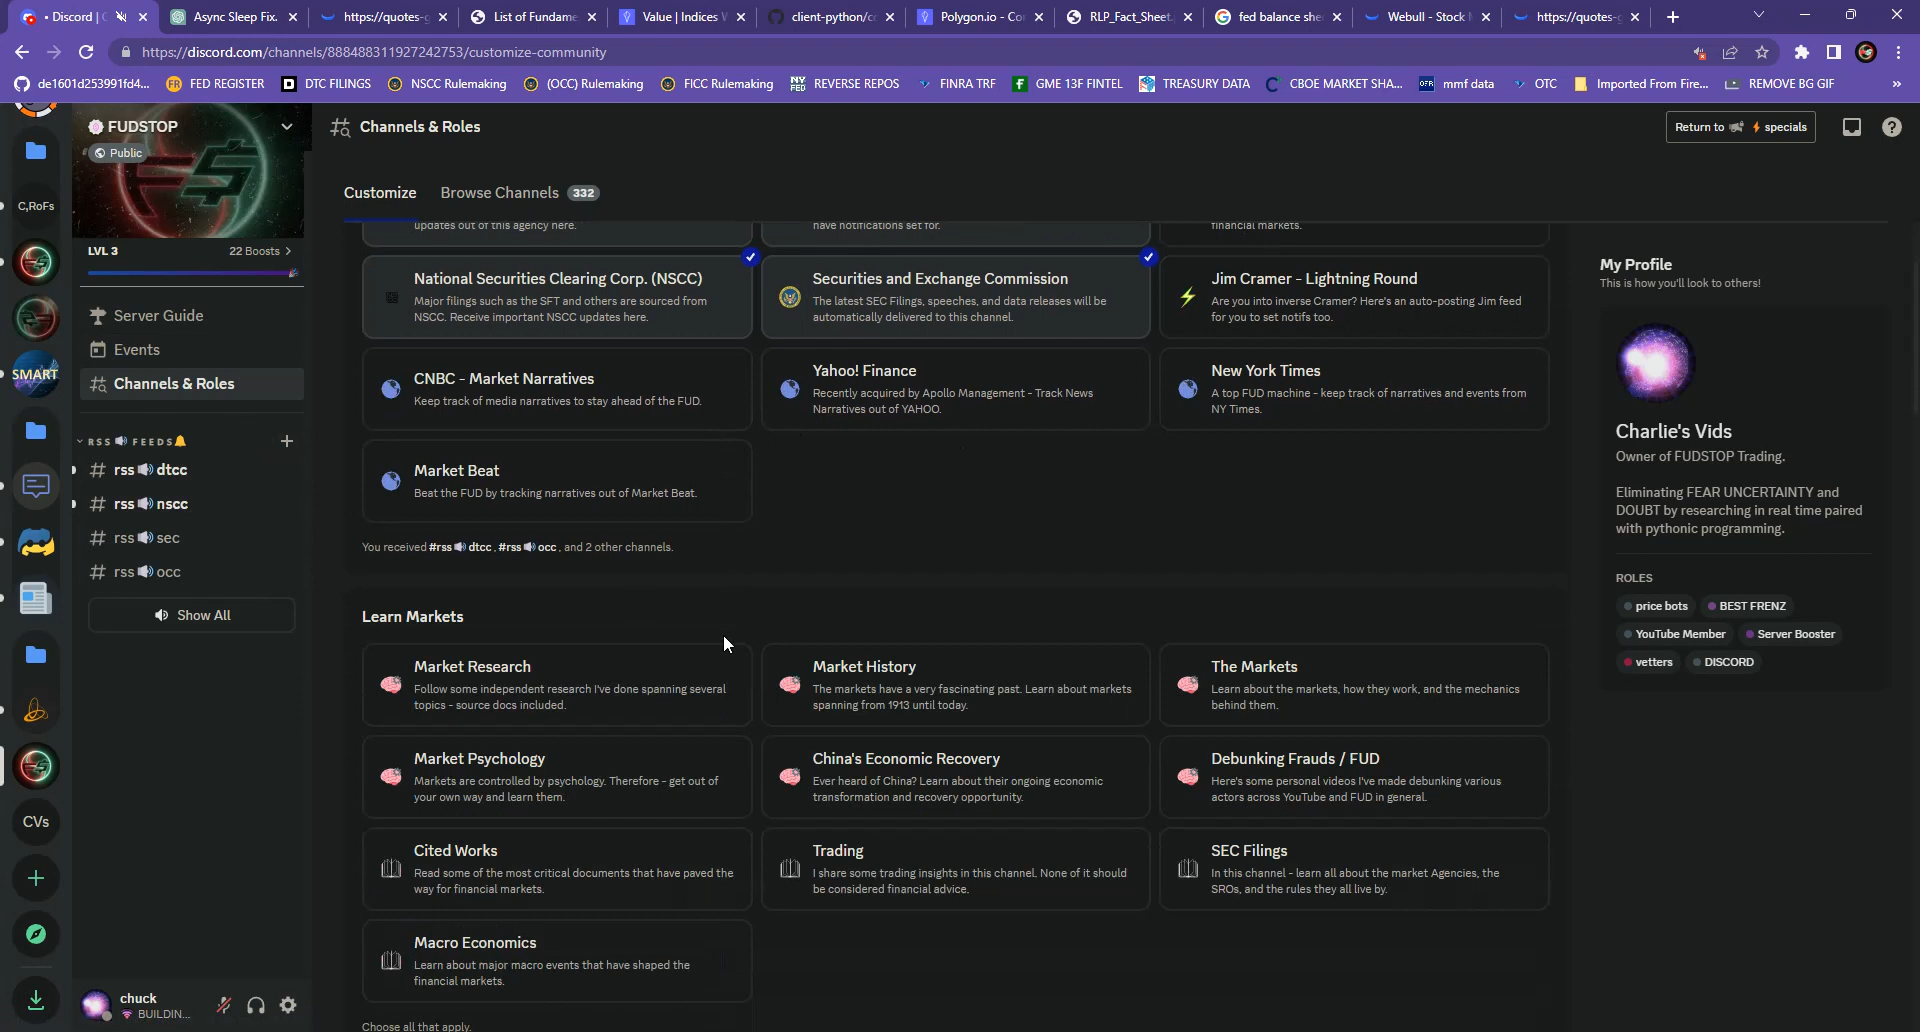 Discord |
Async Sleep Fix.
https://quotes-g
List of Fundame
Value | Indices W
client-python/c
Polygon.io - Co
RLP_Fact_Sheet.
fed balance she
Webull - Stock
https://quotes-g
https://discord.com/channels/888488311927242753/customize-community
de1601d253991fd4...
FED REGISTER
DTC FILINGS
NSCC Rulemaking
(OCC) Rulemaking
FICC Rulemaking
REVERSE REPOS
FINRA TRF
GME 13F FINTEL
TREASURY DATA
CBOE MARKET SHA...
mmf data
OTC
Imported From Fire...
REMOVE BG GIF
»
FUDSTOP
Public
Channels & Roles
Return to specials
Customize
Browse Channels 332
C,RoFs
LVL 3
22 Boosts >
Server Guide
Events
Channels & Roles
SMART
RSS FEEDS
# rss dtcc
# rss nscc
# rss sec
# rss occ
Show All
CVs
chuck
BUILDIN...
updates out of this agency here.
have notifications set for.
financial markets.
National Securities Clearing Corp. (NSCC)
Major filings such as the SFT and others are sourced from
NSCC. Receive important NSCC updates here.
Securities and Exchange Commission
The latest SEC Filings, speeches, and data releases will be
automatically delivered to this channel.
Jim Cramer - Lightning Round
Are you into inverse Cramer? Here's an auto-posting Jim feed
for you to set notifs too.
CNBC - Market Narratives
Keep track of media narratives to stay ahead of the FUD.
Yahoo! Finance
Recently acquired by Apollo Management - Track News
Narratives out of YAHOO.
New York Times
A top FUD machine - keep track of narratives and events from
NY Times.
Market Beat
Beat the FUD by tracking narratives out of Market Beat.
You received #rss dtcc, #rss occ, and 2 other channels.
Learn Markets
Market Research
Follow some independent research I've done spanning several
topics - source docs included.
Market History
The markets have a very fascinating past. Learn about markets
spanning from 1913 until today.
The Markets
Learn about the markets, how they work, and the mechanics
behind them.
Market Psychology
Markets are controlled by psychology. Therefore - get out of
your own way and learn them.
China's Economic Recovery
Ever heard of China? Learn about their ongoing economic
transformation and recovery opportunity.
Debunking Frauds / FUD
Here's some personal videos I've made debunking various
actors across YouTube and FUD in general.
Cited Works
Read some of the most critical documents that have paved the
way for financial markets.
Trading
I share some trading insights in this channel. None of it should
be considered financial advice.
SEC Filings
In this channel - learn all about the market Agencies, the
SROs, and the rules they all live by.
Macro Economics
Learn about major macro events that have shaped the
financial markets.
Choose all that apply.
My Profile
This is how you'll look to others!
Charlie's Vids
Owner of FUDSTOP Trading.
Eliminating FEAR UNCERTAINTY and
DOUBT by researching in real time paired
with pythonic programming.
ROLES
price bots
BEST FRENZ
YouTube Member
Server Booster
vetters
DISCORD